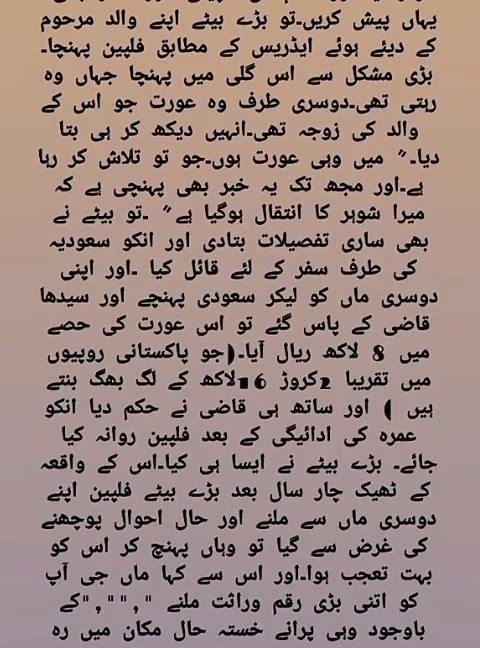 یہاں پیش کریں۔تو بڑے بیٹے اپنے والد مرحوم
کے دیئے ہوئے ایڈریس کے مطابق فلپین پہنچا۔
بڑی مشکل سے اس گلی میں پہنچا جہاں وہ
رہتی تھی۔دوسری طرف وہ عورت جو اس کے
والد کی زوجہ تھی۔انہیں دیکھ کر ہی بتا
دیا۔" میں وہی عورت ہوں۔جو تو تلاش کر رہا
ہے۔اور مجھ تک یہ خبر بھی پہنچی ہے کہ
میرا شوہر کا انتقال ہوگیا ہے" ۔تو بیٹے نے
بھی ساری تفصیلات بتادی اور انکو سعودیہ
کی طرف سفر کے لئے قائل کیا ۔اور اپنی
دوسری ماں کو لیکر سعودی پہنچے اور سیدھا
قاضی کے پاس گئے تو اس عورت کی حصے
میں 8 لاکھ ریال آیا۔(جو پاکستانی روپیوں
میں تقریبا 2کروڑ 16لاکھ کے لگ بھگ بنتے
ہیں ) اور ساتھ ہی قاضی نے حکم دیا انکو
عمرہ کی ادائیگی کے بعد فلپین روانہ کیا
جائے۔ بڑے بیٹے نے ایسا ہی کیا۔اس کے واقعہ
کے ٹھیک چار سال بعد بڑے بیٹے فلپین اپنے
دوسری ماں سے ملنے اور حال احوال پوچھنے
کی غرض سے گیا تو وہاں پہنچ کر اس کو
بہت تعجب ہوا۔اور اس سے کہا ماں جی آپ
کو اتنی بڑی رقم وراثت ملنے ","","کے
باوجود وہی پرانے خستہ حال مکان میں رہ